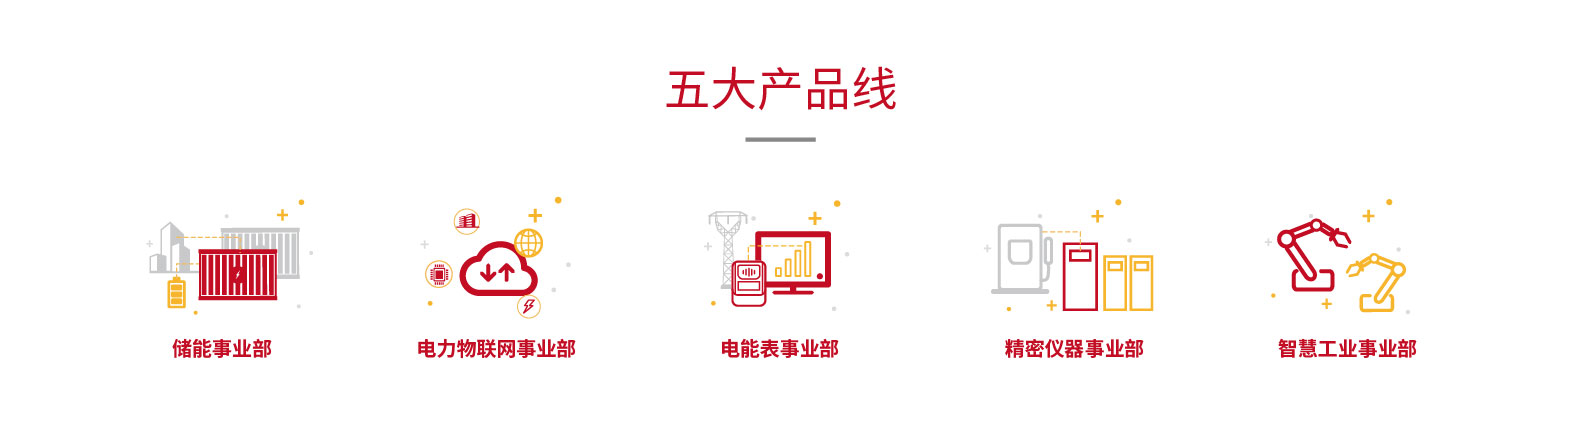 五大产品线
储能事业部
电力物联网事业部
电能表事业部
精密仪器事业部
智慧工业事业部